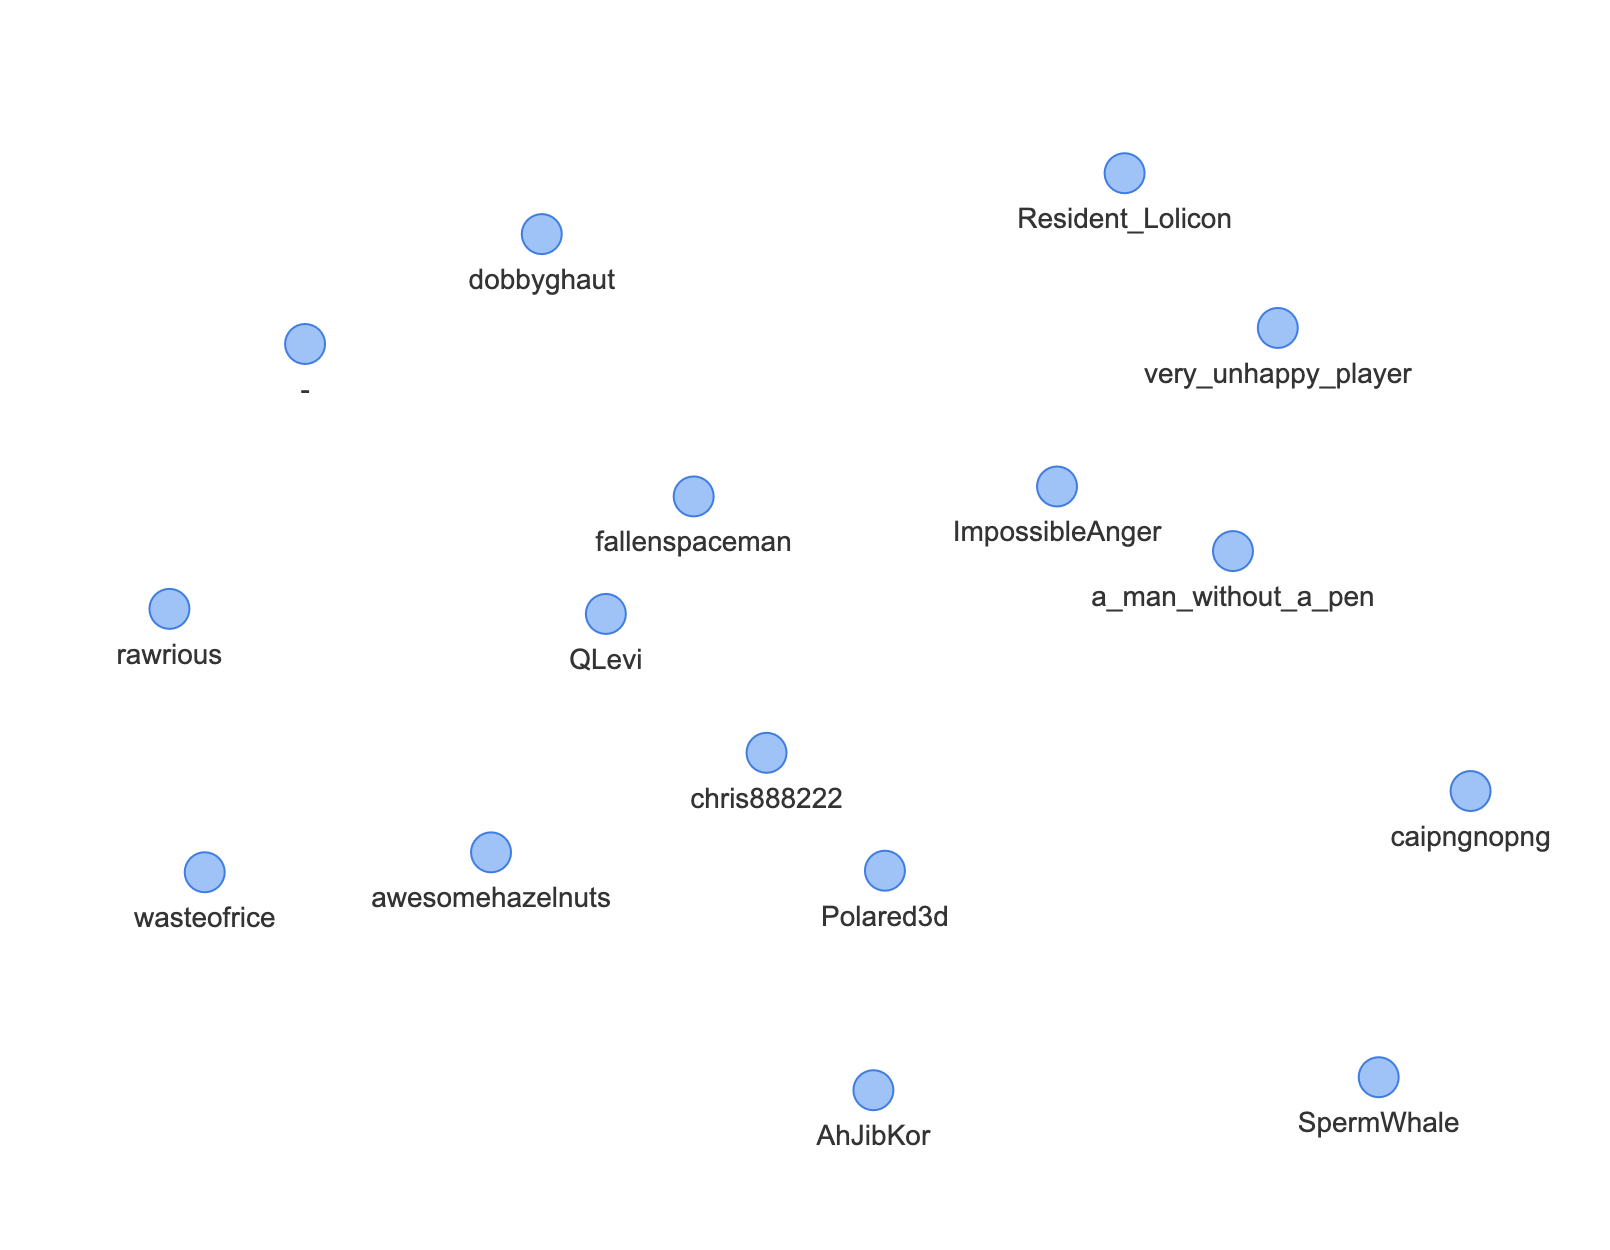 Resident_Lolicon
dobbyghaut
very_unhappy_player
-
ImpossibleAnger
fallenspaceman
a_man_without_a_pen
rawrious
QLevi
chris888222
caipngnopng
awesomehazelnuts
Polared3d
wasteofrice
SpermWhale
AhJibKor